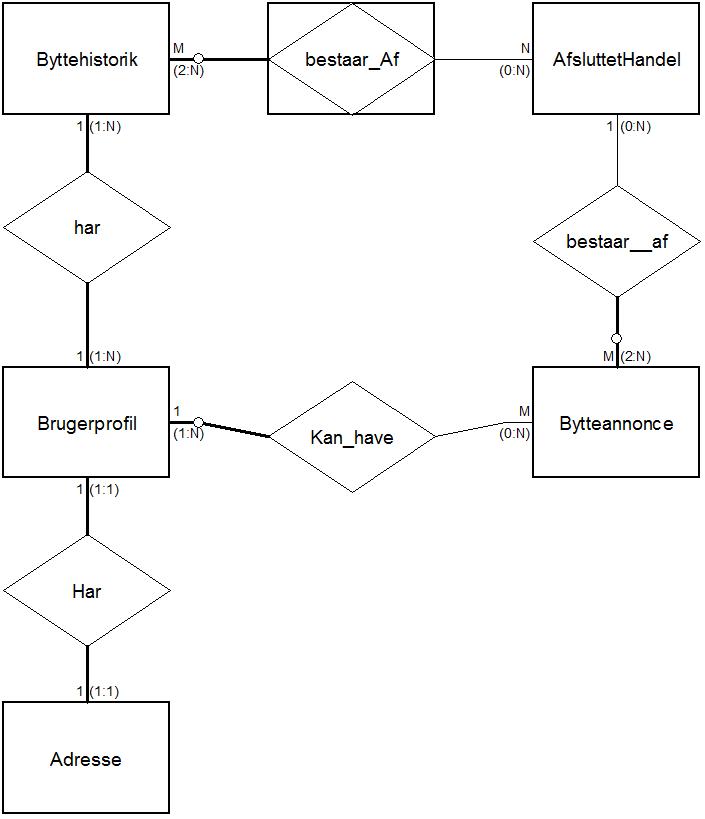 Byttehistorik
M
(2:N)
bestaar_Af
N
(0:N)
AfsluttetHandel
1 (1:N)
1 (0:N)
har
bestaar__af
1 (1:N)
M (2:N)
Brugerprofil
1
(1:N)
Kan_have
M
(0:N)
Bytteannonce
1 (1:1)
Har
1 (1:1)
Adresse